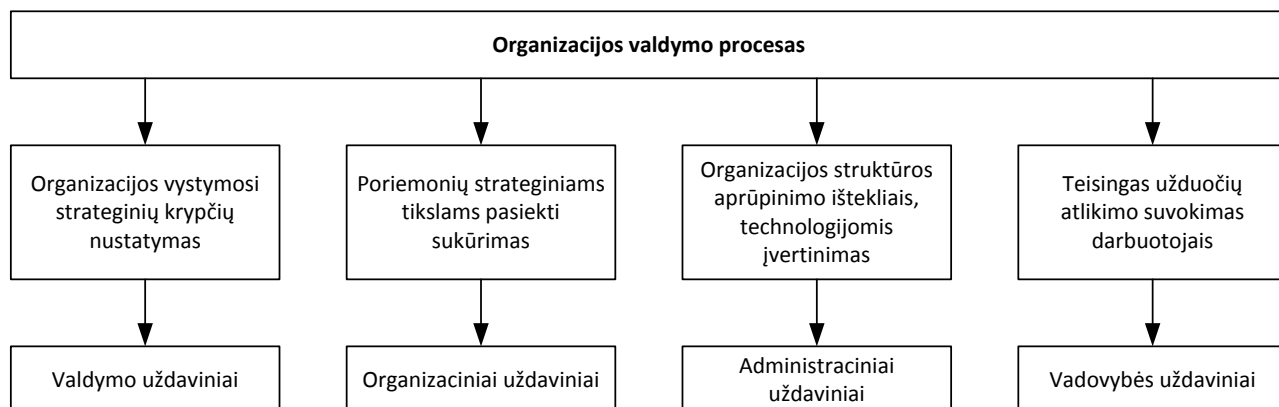 Organizacijos valdymo procesas
Organizacijos vystymosi
strateginių krypčių
nustatymas
Poriemonių strateginiams
tikslams pasiekti
sukūrimas
Organizacijos struktūros
aprūpinimo ištekliais,
technologijomis
įvertinimas
Teisingas užduočių
atlikimo suvokimas
darbuotojais
Valdymo uždaviniai
Organizaciniai uždaviniai
Administraciniai
uždaviniai
Vadovybės uždaviniai